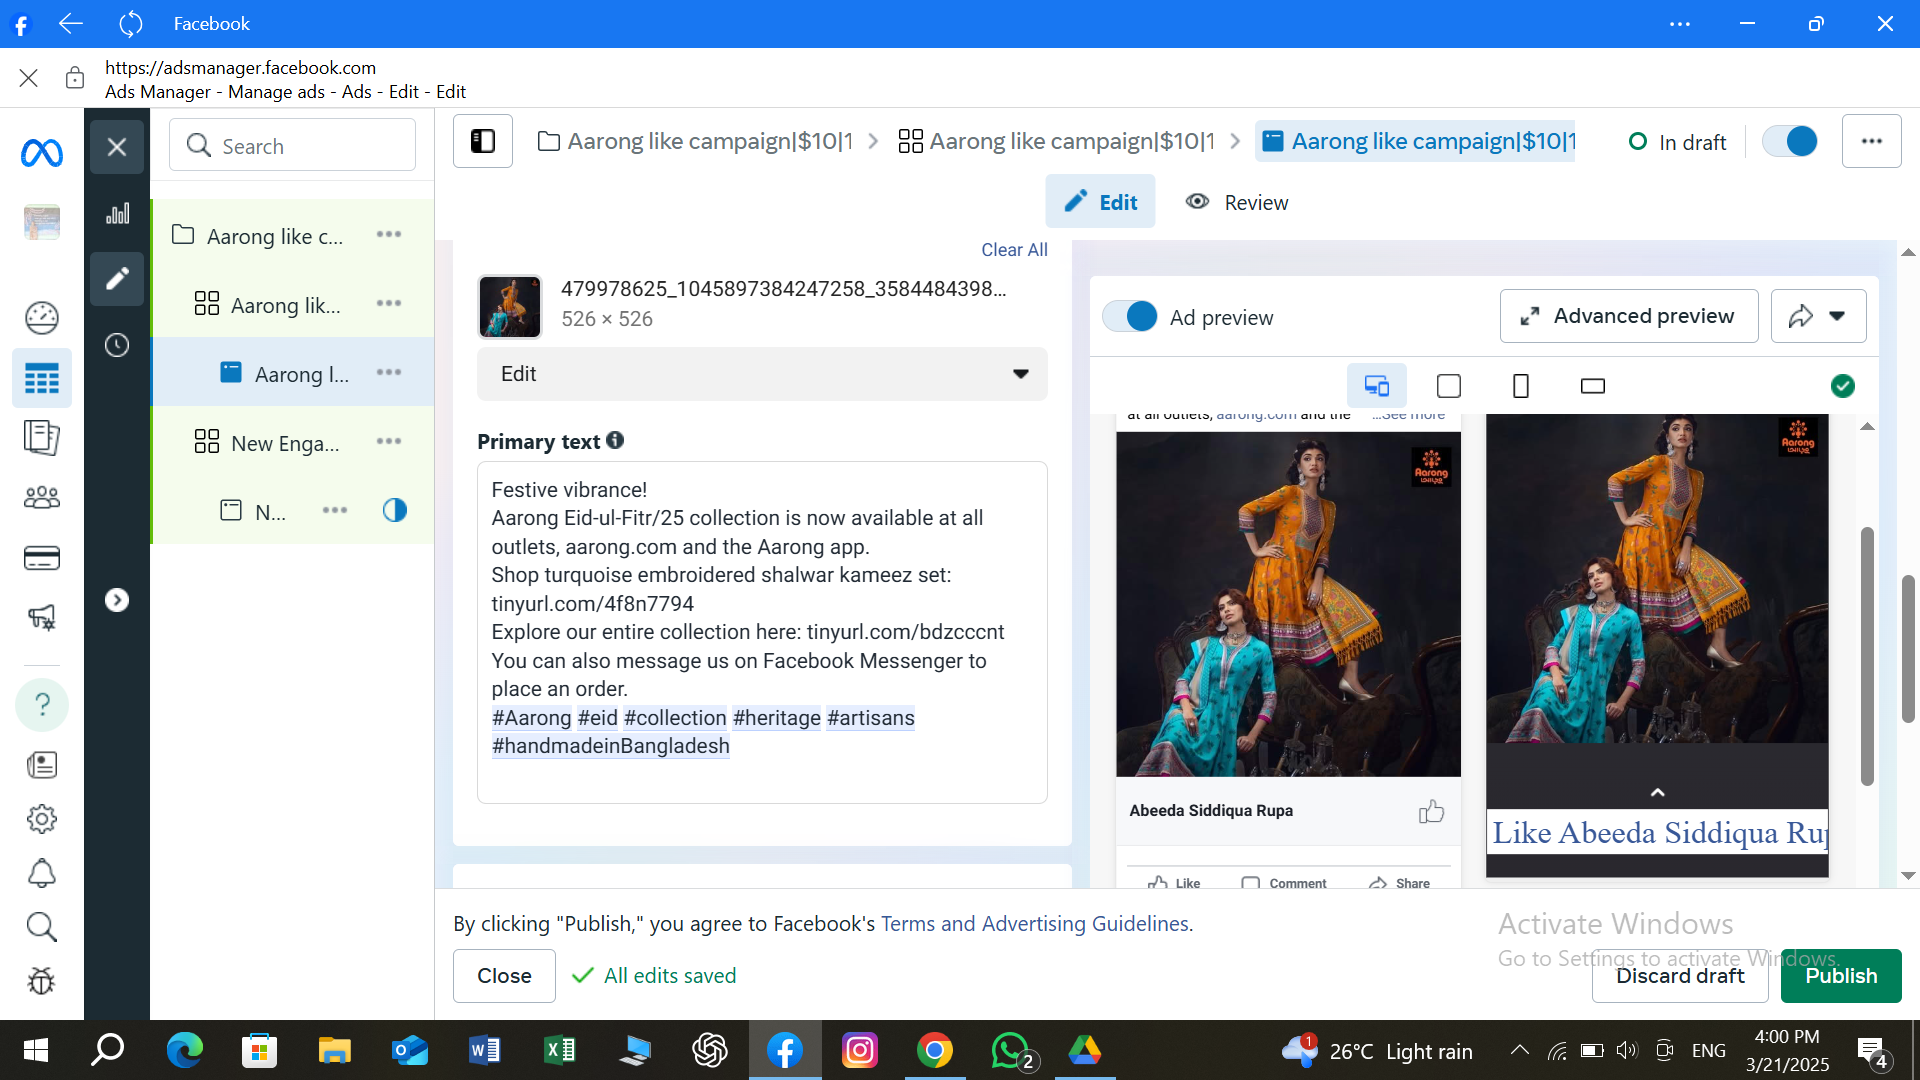 Facebook
https://adsmanager.facebook.com
Ads Manager - Manage ads - Ads - Edit - Edit
Search
Aarong like campaign|$10|1
Aarong like campaign|$10|1
Aarong like campaign|$10|1
In draft
Edit
Review
Aarong like c...
Aarong lik...
Aarong l...
New Enga...
N...
Clear All
479978625_1045897384247258_3584484398...
526 × 526
Edit
Primary text
Festive vibrance!
Aarong Eid-ul-Fitr/25 collection is now available at all
outlets, aarong.com and the Aarong app.
Shop turquoise embroidered shalwar kameez set:
tinyurl.com/4f8n7794
Explore our entire collection here: tinyurl.com/bdzcccnt
You can also message us on Facebook Messenger to
place an order.
#Aarong #eid #collection #heritage #artisans
#handmadeinBangladesh
Ad preview
Advanced preview
at all outlets, aarong.com and the ...See more
Aarong
আড়ং
Aarong
আড়ং
Abeeda Siddiqua Rupa
Like
Comment
Share
Like Abeeda Siddiqua Rup
By clicking "Publish," you agree to Facebook's Terms and Advertising Guidelines.
Close
All edits saved
Activate Windows
Go to Settings to activate Windows.
Discard draft
Publish
1
26°C Light rain
2
ENG
4:00 PM
3/21/2025
4